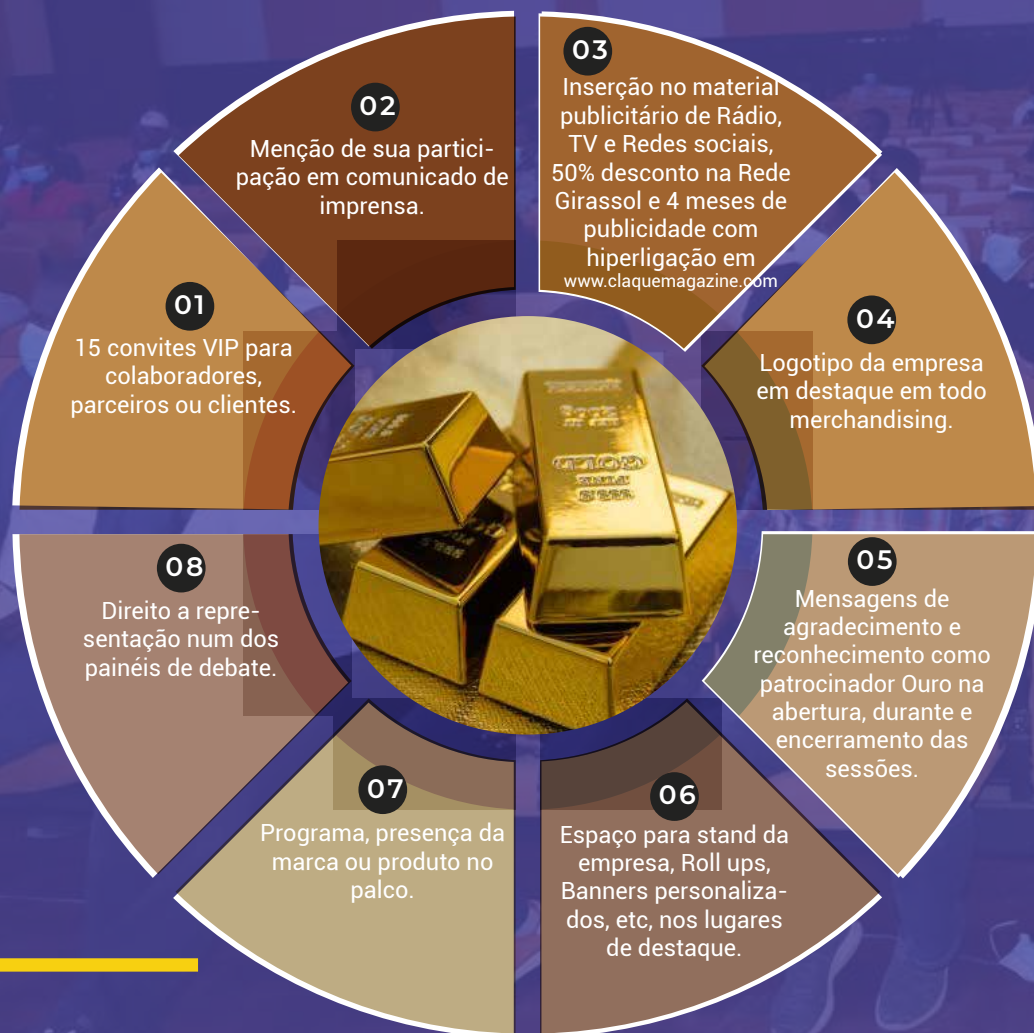 01
15 convites VIP para
colaboradores,
parceiros ou clientes.
02
Menção de sua partici-
pação em comunicado de
imprensa.
03
Inserção no material
publicitário de Rádio,
TV e Redes sociais,
50% desconto na Rede
Girassol e 4 meses de
publicidade com
hiperligação em
www.claquemagazine.com
04
Logotipo da empresa
em destaque em todo
merchandising.
05
Mensagens de
agradecimento e
reconhecimento como
patrocinador Ouro na
abertura, durante e
encerramento das
sessões.
06
Espaço para stand da
empresa, Roll ups,
Banners personaliza-
dos, etc, nos lugares
de destaque.
07
Programa, presença da
marca ou produto no
palco.
08
Direito a repre-
sentação num dos
painéis de debate.
GOLD